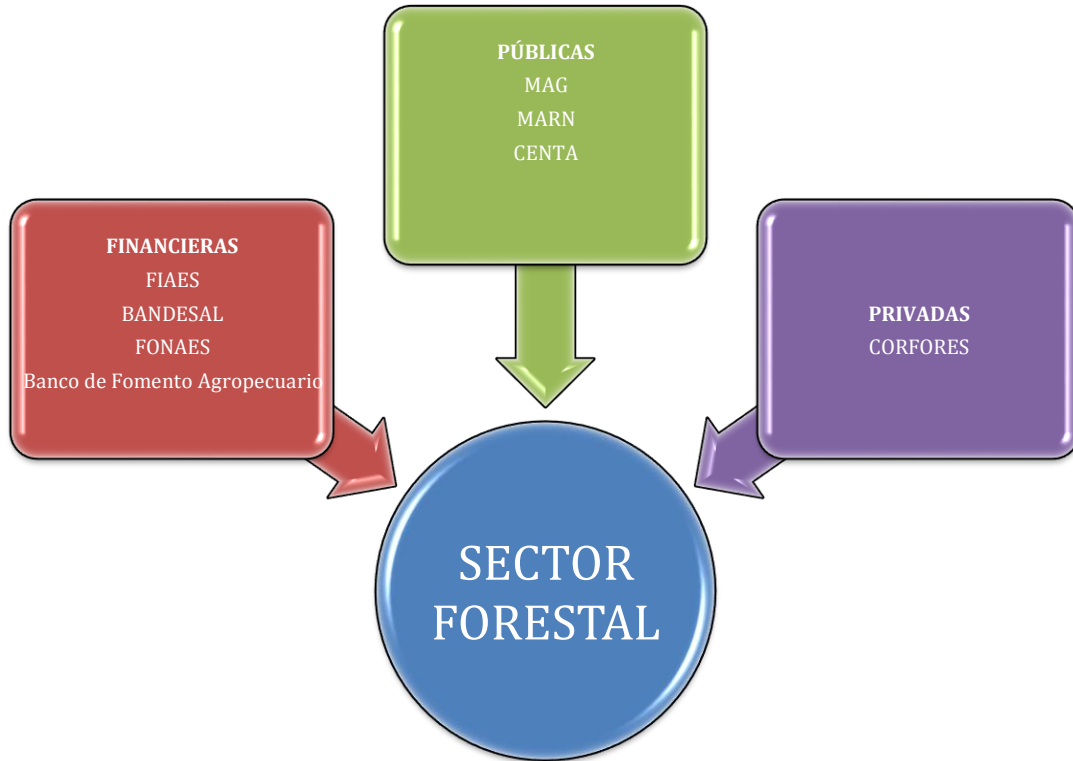 PÚBLICAS
MAG
MARN
CENTA
FINANCIERAS
FIAES
BANDESAL
FONAES
Banco de Fomento Agropecuario
PRIVADAS
CORFORES
SECTOR
FORESTAL